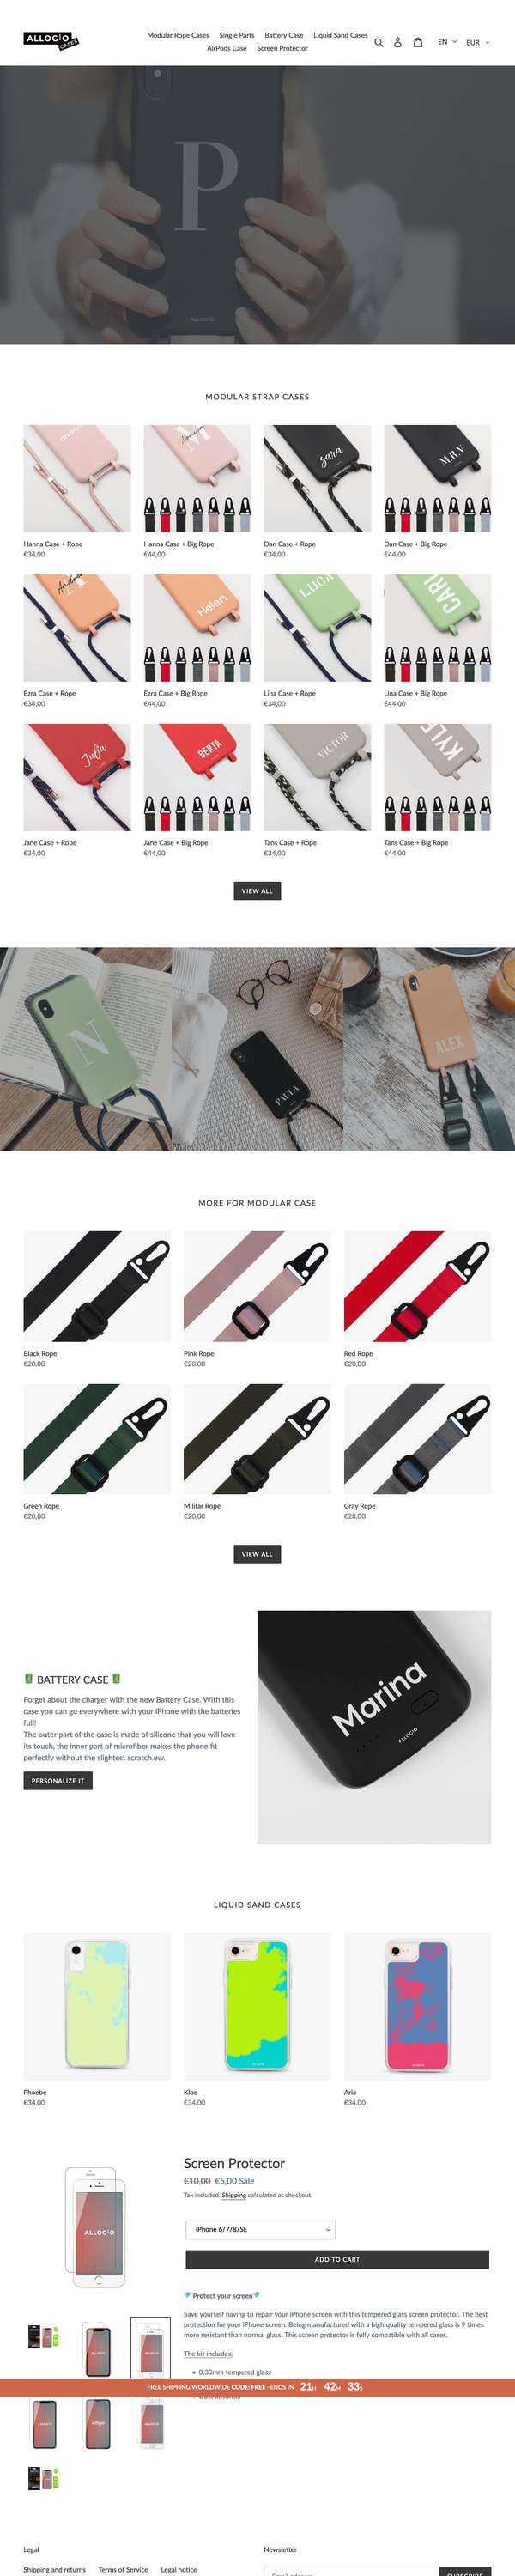 ALLOGIO
CASES
Modular Rope Cases Single Parts Battery Case Liquid Sand Cases
AirPods Case Screen Protector
EN EUR
P
ALLOGIO
MODULAR STRAP CASES
Hanna Case + Rope
€34,00
Hanna Case + Big Rope
€44,00
sara
Dan Case + Rope
€34,00
M.R.N
Dan Case + Big Rope
€44,00
Ezra Case + Rope
€34,00
Helen
Ezra Case + Big Rope
€44,00
Lina Case + Rope
€34,00
CARL
Lina Case + Big Rope
€44,00
Julia
Jane Case + Rope
€34,00
BERTA
Jane Case + Big Rope
€44,00
VICTOR
Tans Case + Rope
€34,00
KYLE
Tans Case + Big Rope
€44,00
VIEW ALL
N
PAULA
ALEX
MORE FOR MODULAR CASE
Black Rope
€20,00
Pink Rope
€20,00
Red Rope
€20,00
Green Rope
€20,00
Militar Rope
€20,00
Gray Rope
€20,00
VIEW ALL
BATTERY CASE
Forget about the charger with the new Battery Case. With this
case you can go everywhere with your iPhone with the batteries
full!
The outer part of the case is made of silicone that you will love
its touch, the inner part of microfiber makes the phone fit
perfectly without the slightest scratch.ew.
PERSONALIZE IT
Marina
ALLOGIO
LIQUID SAND CASES
Phoebe
€34,00
Kloe
€34,00
Aria
€34,00
ALLOGIO
Screen Protector
€10,00 €5,00 Sale
Tax included. Shipping calculated at checkout.
iPhone 6/7/8/SE
ADD TO CART
Protect your screen
Save yourself having to repair your iPhone screen with this tempered glass screen protector. The best
protection for your iPhone screen. Being manufactured with a high quality tempered glass is 9 times
more resistant than normal glass. This screen protector is fully compatible with all cases.
The kit includes:
0.33mm tempered glass
FREE SHIPPING WORLDWIDE CODE: FREE - ENDS IN 21H 42M 33S
Dust absorber
Legal
Shipping and returns Terms of Service Legal notice
Newsletter
Email address
SUBSCRIBE